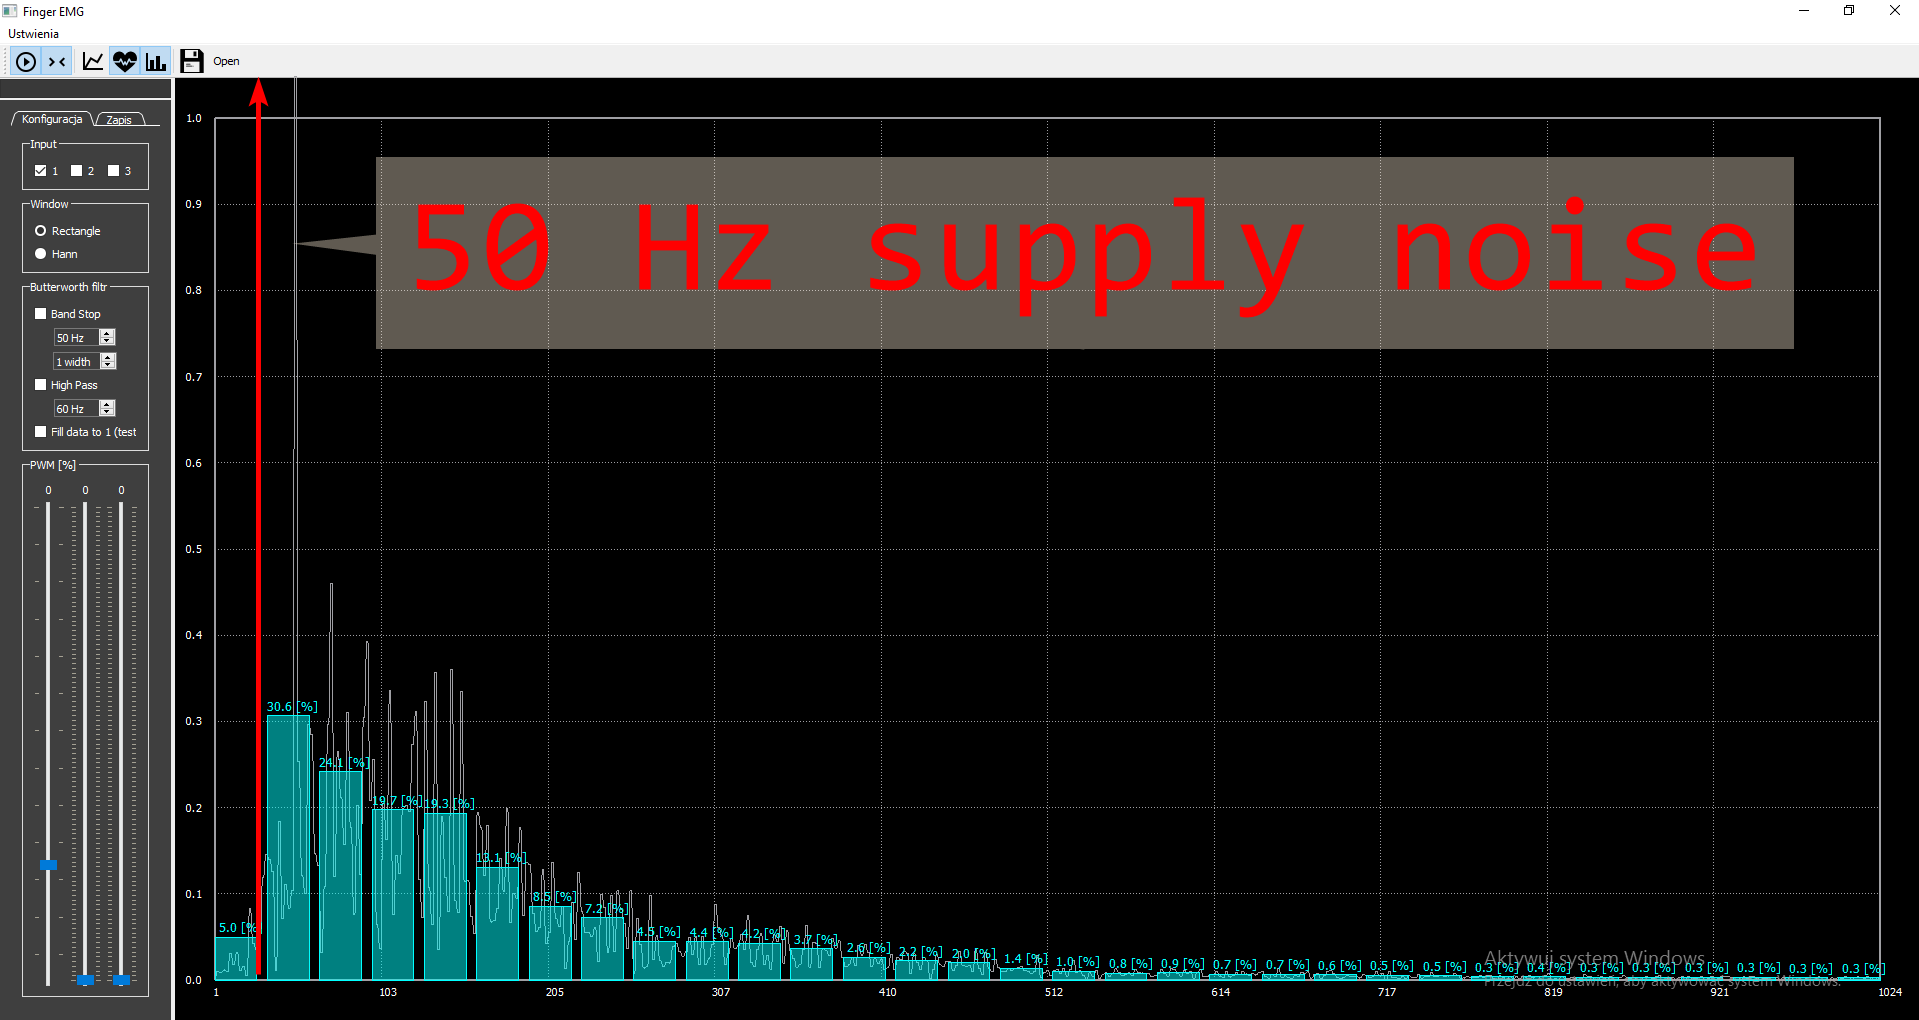 Finger EMG
Ustwienia
Open
Konfiguracja Zapis
Input
1 2 3
Window
Rectangle
Hann
Butterworth filtr
Band Stop
50 Hz
1 width
High Pass
60 Hz
Fill data to 1 (test
PWM [%]
0 0 0
50 Hz supply noise
1.0
0.9
0.8
0.7
0.6
0.5
0.4
0.3
0.2
0.1
0.0
30.6 [%]
24.1 [%]
19.7 [%] 19.3 [%]
13.1 [%]
8.5 [%]
7.2 [%]
5.0 [%
4.5 [%] 4.4 [%] 4.2 [%] 3.7 [%]
2.6 [%] 2.2 [%] 2.0 [%] 1.4 [%] 1.0 [%] 0.8 [%] 0.9 [%] 0.7 [%] 0.7 [%] 0.6 [%] 0.5 [%] 0.5 [%] 0.3 [%] 0.4 [%] 0.3 [%] 0.3 [%] 0.3 [%] 0.3 [%] 0.3 [%] 0.3 [%]
Aktywuj system Windows
Przejdź do ustawień, aby aktywować system Windows.
1 103 205 307 410 512 614 717 819 921 1024